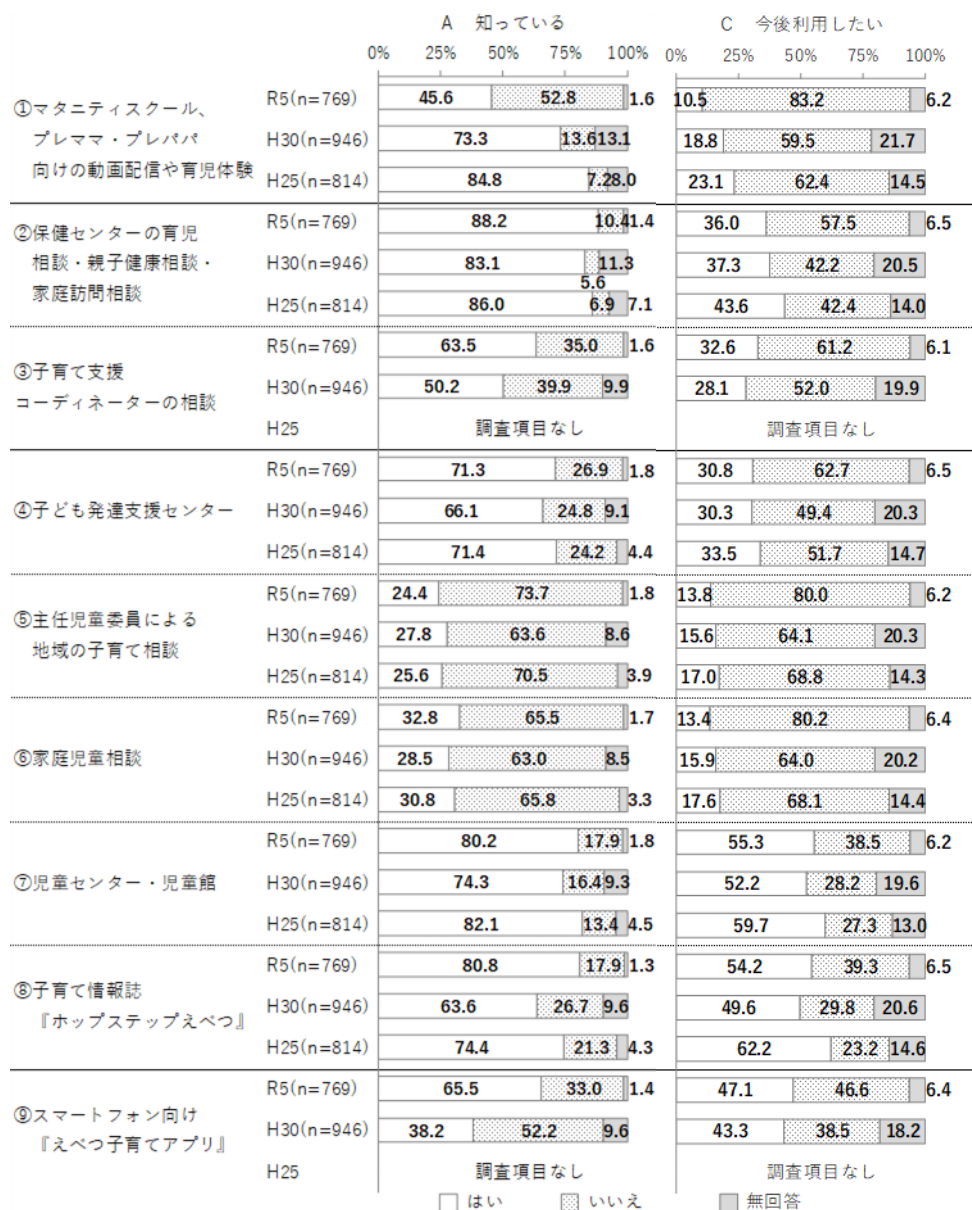 A 知っている C 今後利用したい
0% 25% 50% 75% 100% 0% 25% 50% 75% 100%
①マタニティスクール、
プレママ・プレパパ
向けの動画配信や育児体験
R5(n=769) 45.6 52.8 1.6 10.5 83.2 6.2
H30(n=946) 73.3 13.6 13.1 18.8 59.5 21.7
H25(n=814) 84.8 7.2 8.0 23.1 62.4 14.5
②保健センターの育児
相談・親子健康相談・
家庭訪問相談
R5(n=769) 88.2 10.4 1.4 36.0 57.5 6.5
H30(n=946) 83.1 5.6 11.3 37.3 42.2 20.5
H25(n=814) 86.0 6.9 7.1 43.6 42.4 14.0
③子育て支援
コーディネーターの相談
R5(n=769) 63.5 35.0 1.6 32.6 61.2 6.1
H30(n=946) 50.2 39.9 9.9 28.1 52.0 19.9
H25 調査項目なし 調査項目なし
④子ども発達支援センター
R5(n=769) 71.3 26.9 1.8 30.8 62.7 6.5
H30(n=946) 66.1 24.8 9.1 30.3 49.4 20.3
H25(n=814) 71.4 24.2 4.4 33.5 51.7 14.7
⑤主任児童委員による
地域の子育て相談
R5(n=769) 24.4 73.7 1.8 13.8 80.0 6.2
H30(n=946) 27.8 63.6 8.6 15.6 64.1 20.3
H25(n=814) 25.6 70.5 3.9 17.0 68.8 14.3
⑥家庭児童相談
R5(n=769) 32.8 65.5 1.7 13.4 80.2 6.4
H30(n=946) 28.5 63.0 8.5 15.9 64.0 20.2
H25(n=814) 30.8 65.8 3.3 17.6 68.1 14.4
⑦児童センター・児童館
R5(n=769) 80.2 17.9 1.8 55.3 38.5 6.2
H30(n=946) 74.3 16.4 9.3 52.2 28.2 19.6
H25(n=814) 82.1 13.4 4.5 59.7 27.3 13.0
⑧子育て情報誌
『ホップステップえべつ』
R5(n=769) 80.8 17.9 1.3 54.2 39.3 6.5
H30(n=946) 63.6 26.7 9.6 49.6 29.8 20.6
H25(n=814) 74.4 21.3 4.3 62.2 23.2 14.6
⑨スマートフォン向け
『えべつ子育てアプリ』
R5(n=769) 65.5 33.0 1.4 47.1 46.6 6.4
H30(n=946) 38.2 52.2 9.6 43.3 38.5 18.2
H25 調査項目なし 調査項目なし
はい いいえ 無回答